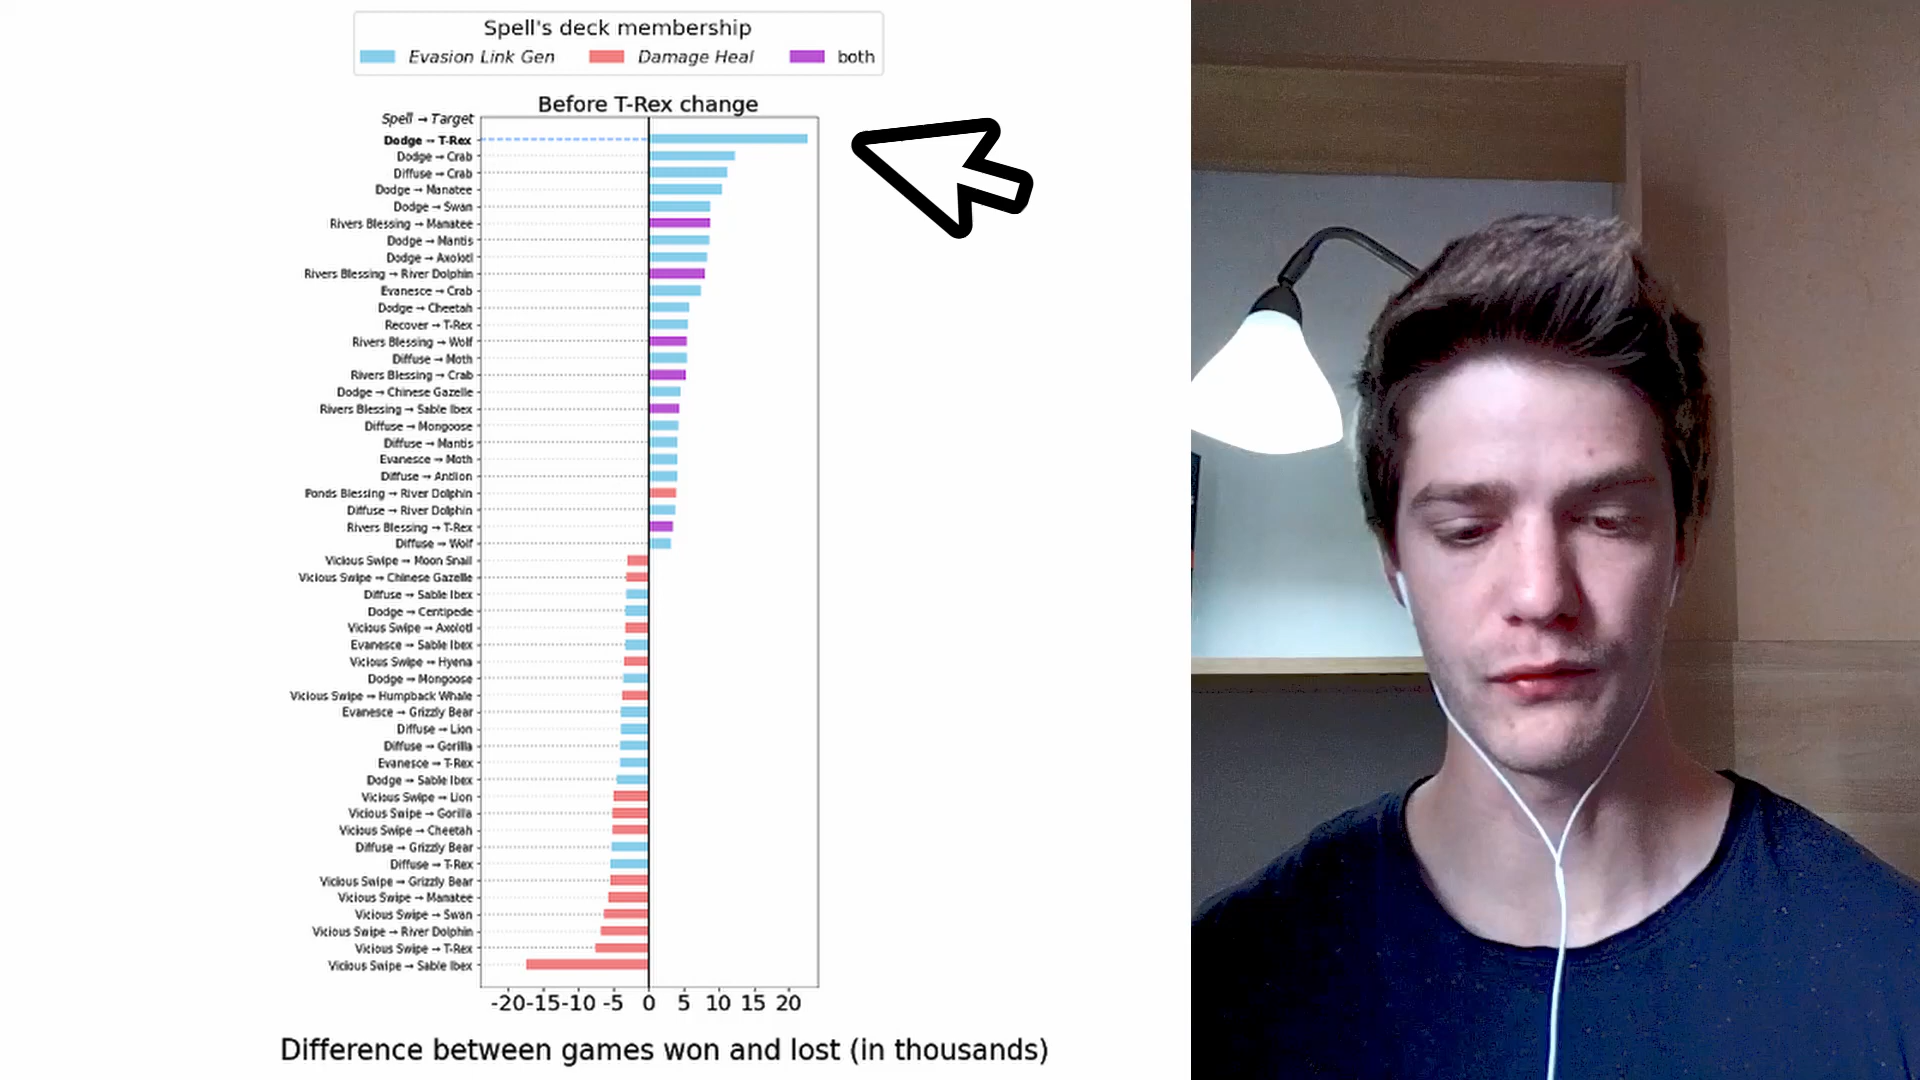 Spell's deck membership
Evasion Link Gen Damage Heal both
Before T-Rex change
Spell → Target
Dodge → T-Rex
Dodge → Crab
Diffuse → Crab
Dodge → Manatee
Dodge → Swan
Rivers Blessing → Manatee
Dodge → Mantis
Dodge → Axolotl
Rivers Blessing → River Dolphin
Evanesce → Crab
Dodge → Cheetah
Recover → T-Rex
Rivers Blessing → Wolf
Diffuse → Moth
Rivers Blessing → Crab
Dodge → Chinese Gazelle
Rivers Blessing → Sable Ibex
Diffuse → Mongoose
Diffuse → Mantis
Evanesce → Moth
Diffuse → Antlion
Ponds Blessing → River Dolphin
Diffuse → River Dolphin
Rivers Blessing → T-Rex
Diffuse → Wolf
Vicious Swipe → Moon Snail
Vicious Swipe → Chinese Gazelle
Diffuse → Sable Ibex
Dodge → Centipede
Vicious Swipe → Axolotl
Evanesce → Sable Ibex
Vicious Swipe → Hyena
Dodge → Mongoose
Vicious Swipe → Humpback Whale
Evanesce → Grizzly Bear
Diffuse → Lion
Diffuse → Gorilla
Evanesce → T-Rex
Dodge → Sable Ibex
Vicious Swipe → Lion
Vicious Swipe → Gorilla
Vicious Swipe → Cheetah
Diffuse → Grizzly Bear
Diffuse → T-Rex
Vicious Swipe → Grizzly Bear
Vicious Swipe → Manatee
Vicious Swipe → Swan
Vicious Swipe → River Dolphin
Vicious Swipe → T-Rex
Vicious Swipe → Sable Ibex
-20 -15 -10 -5 0 5 10 15 20
Difference between games won and lost (in thousands)